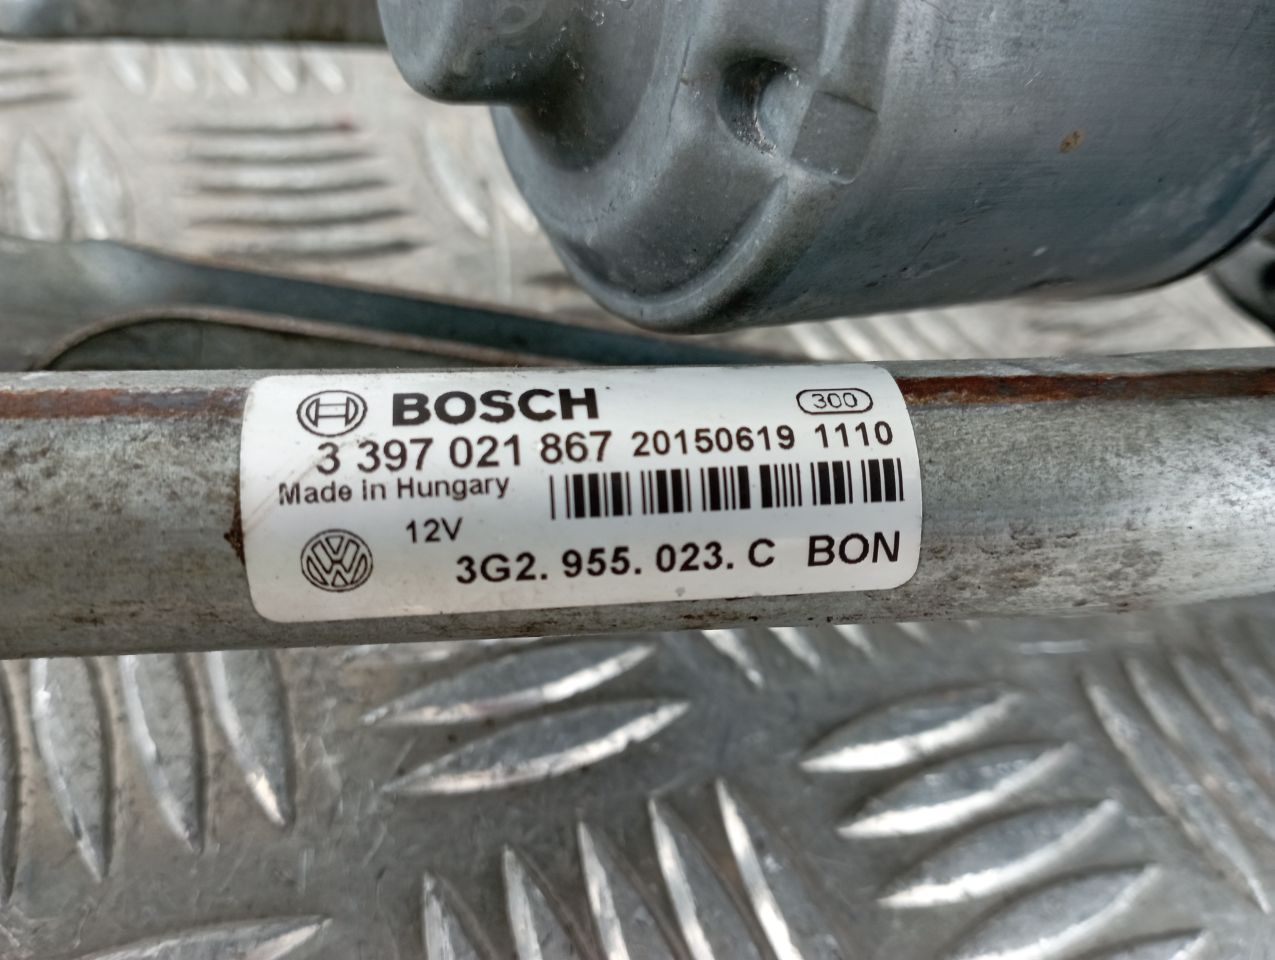 BOSCH 300
3 397 021 867 20150619 1110
Made in Hungary
12V
3G2. 955. 023. C BON